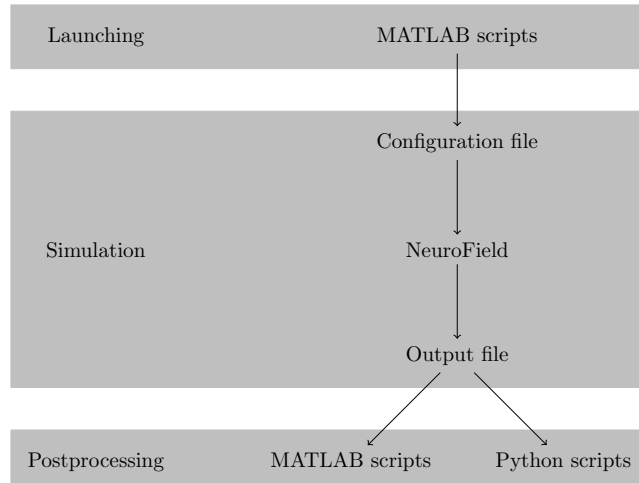 Launching
MATLAB scripts
Configuration file
Simulation
NeuroField
Output file
Postprocessing
MATLAB scripts
Python scripts